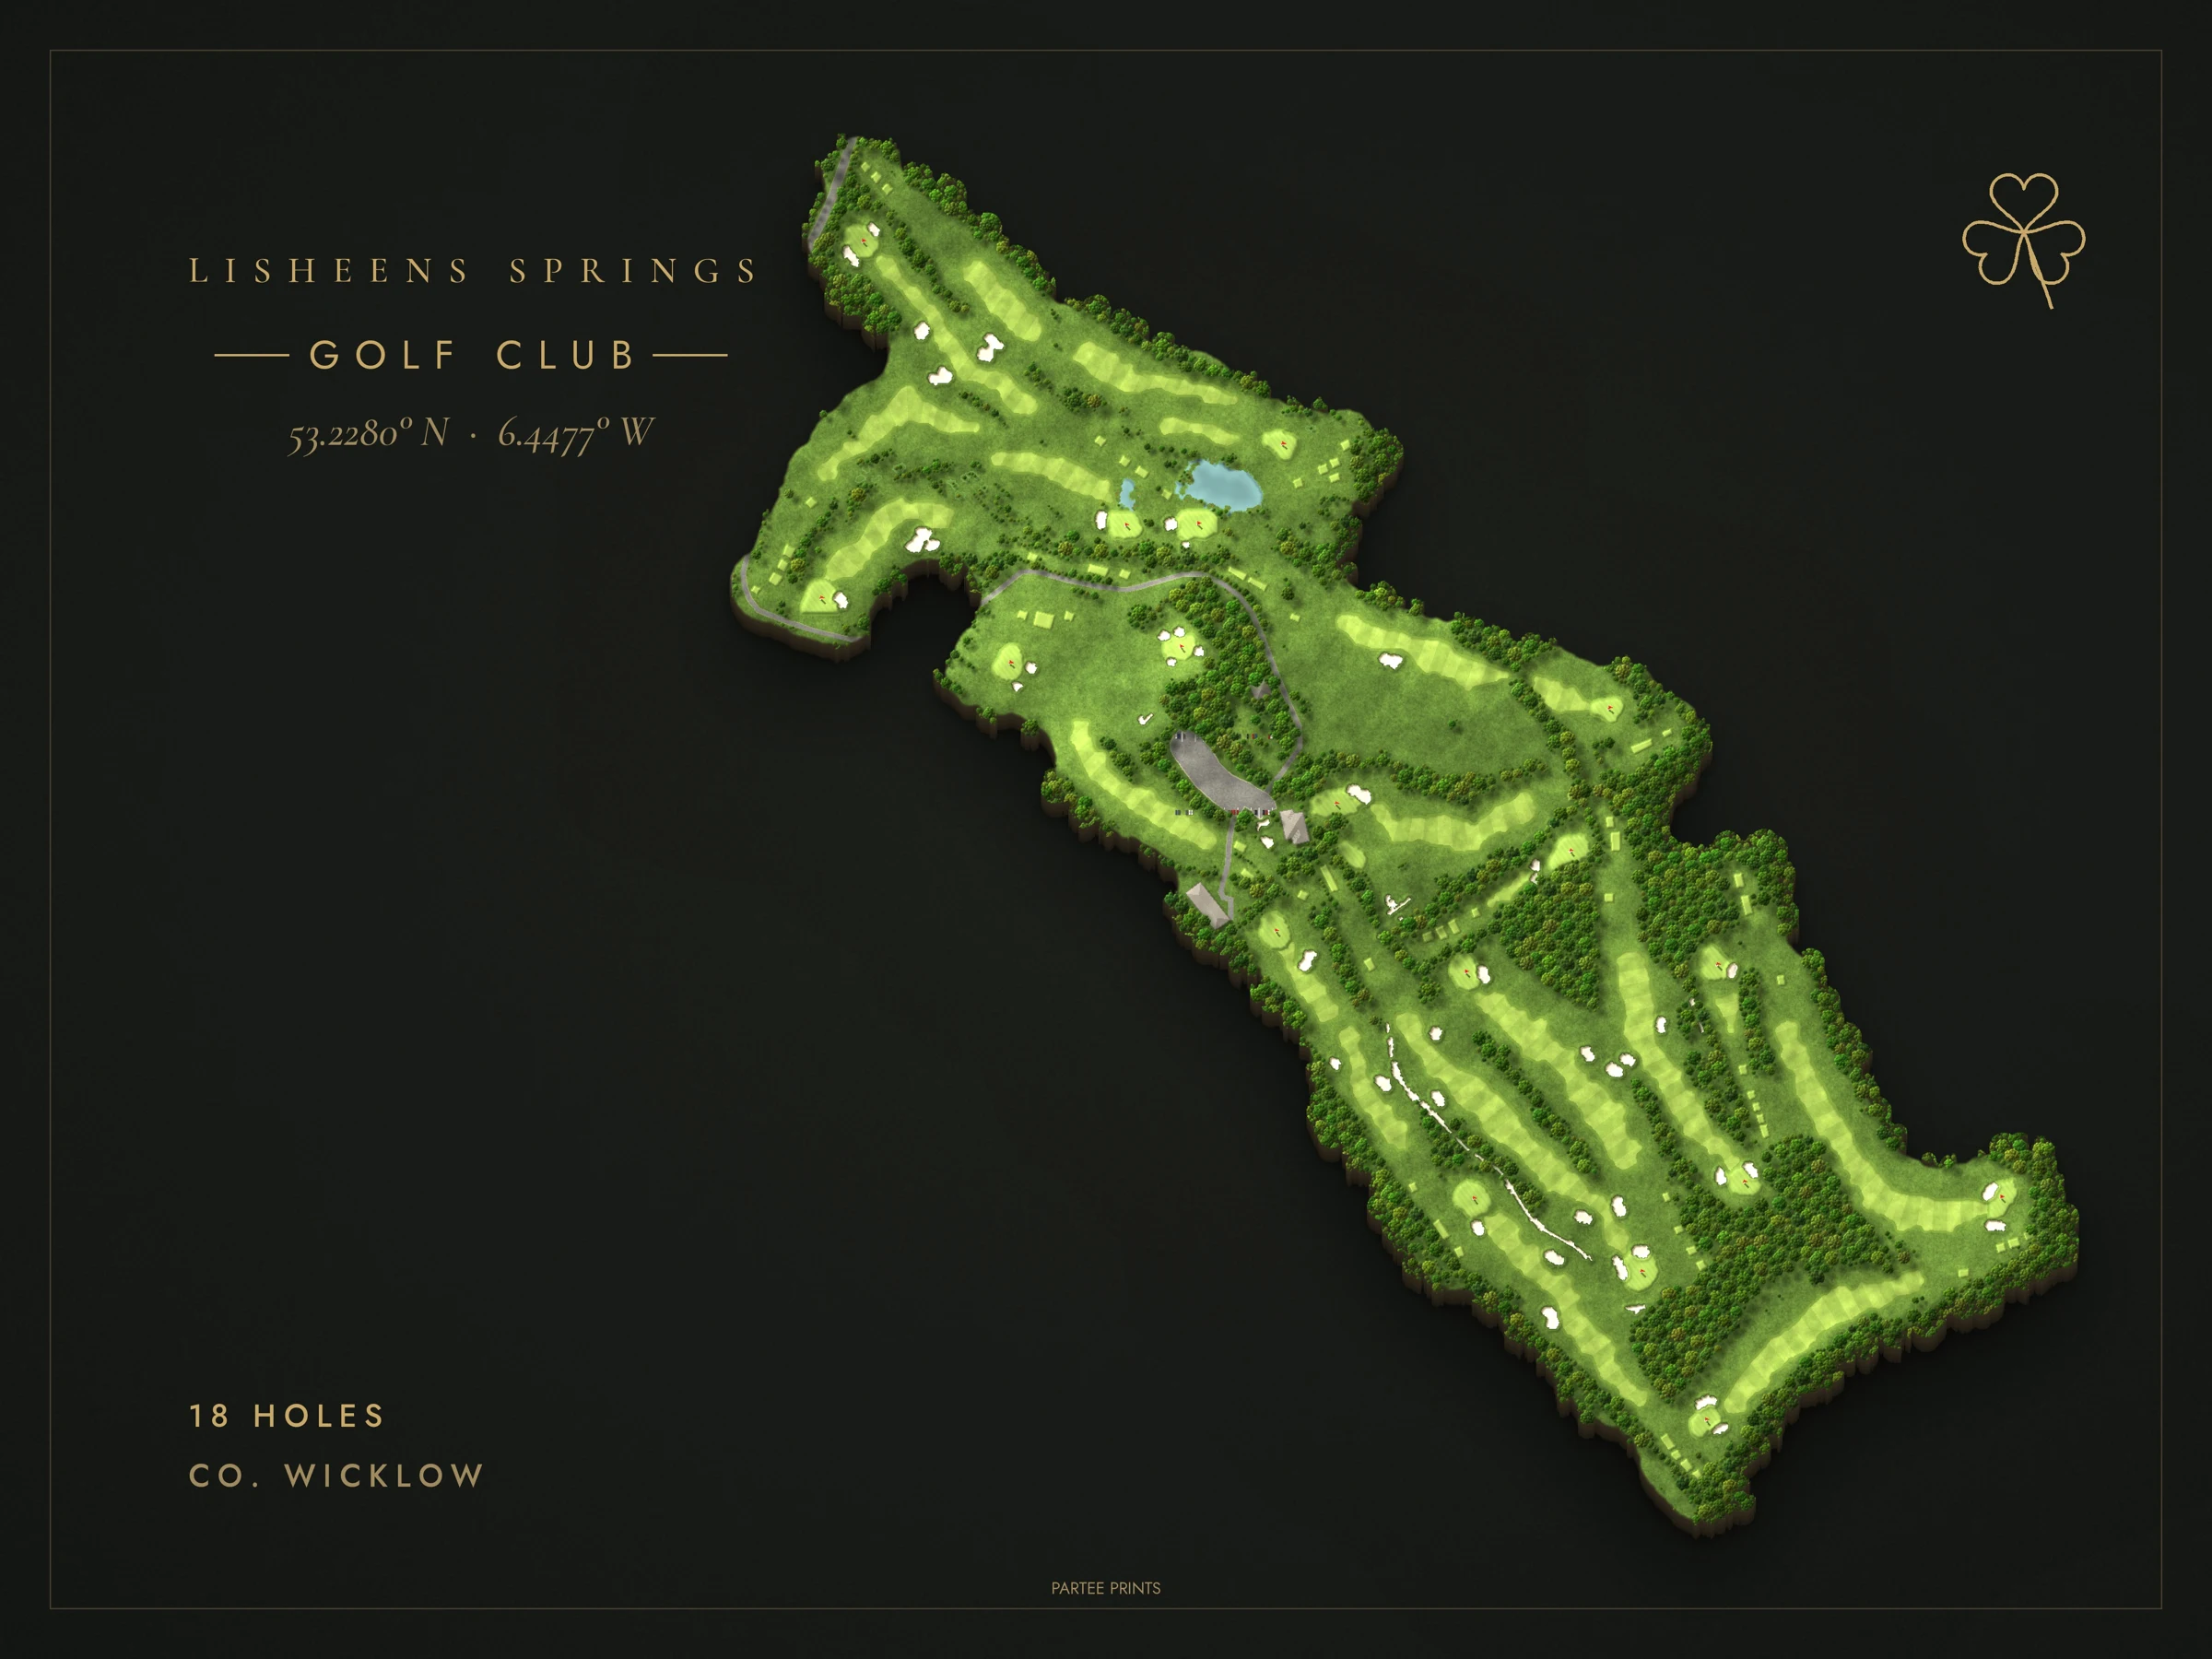 LISHEENS SPRINGS
GOLF CLUB
53.2280° N · 6.4477° W
18 HOLES
CO. WICKLOW
PARTEE PRINTS